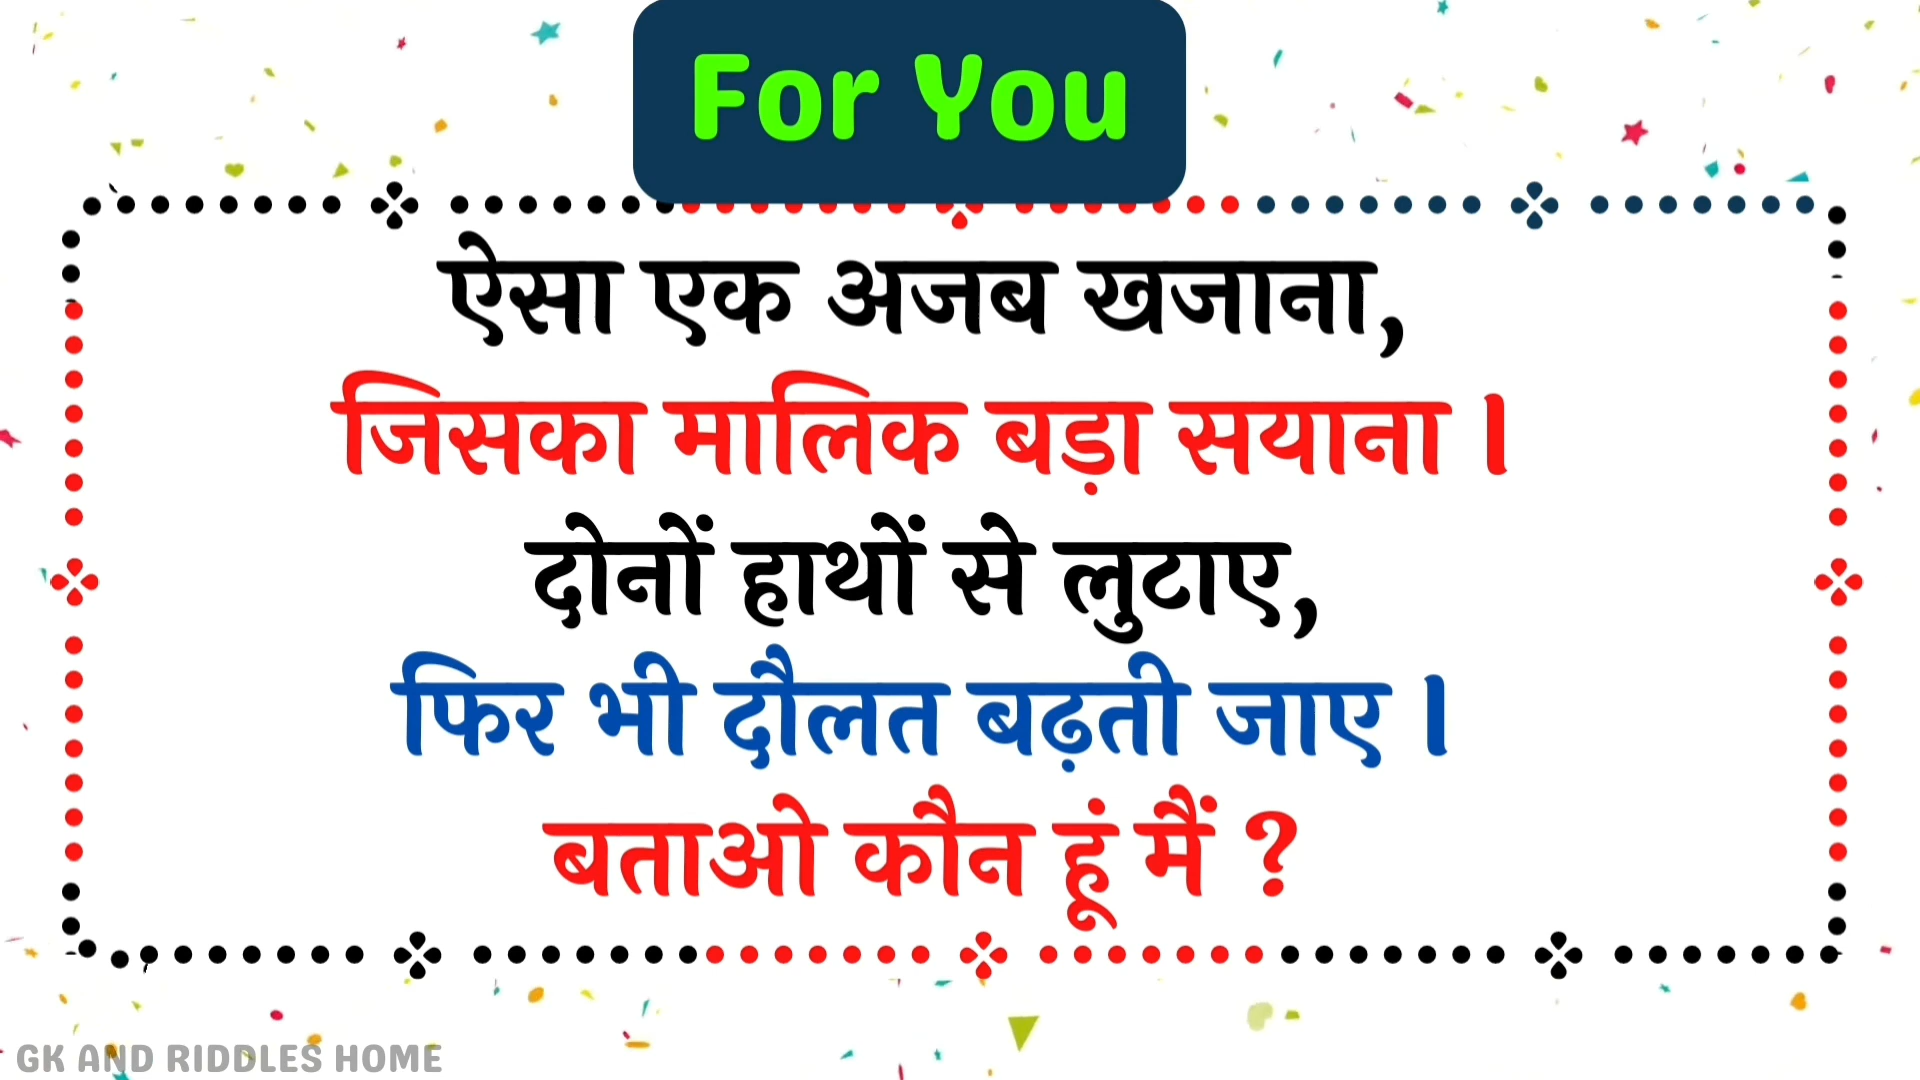 For You
ऐसा एक अजब खजाना,
जिसका मालिक बड़ा सयाना ।
दोनों हाथों से लुटाए,
फिर भी दौलत बढ़ती जाए ।
बताओ कौन हूं मैं ?
GK AND RIDDLES HOME